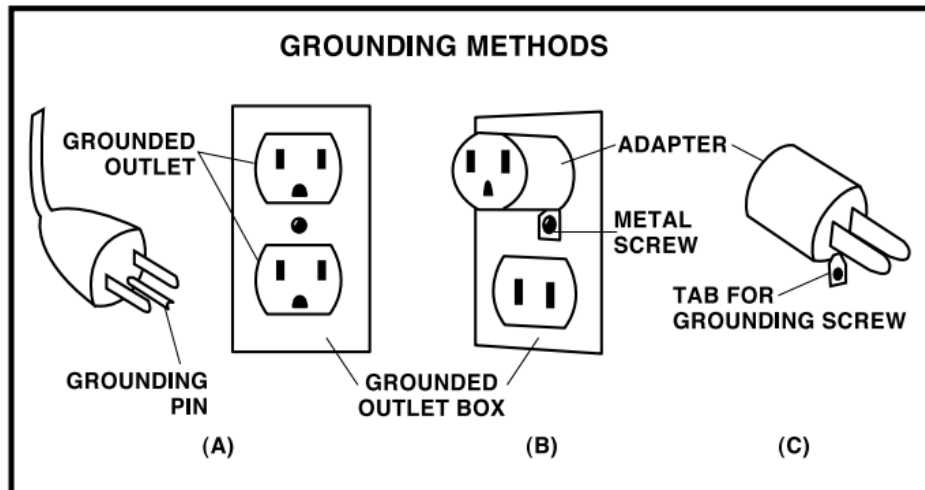 GROUNDING METHODS
GROUNDED
OUTLET
ADAPTER
METAL
SCREW
TAB FOR
GROUNDING SCREW
GROUNDING
PIN
GROUNDED
OUTLET BOX
(A)
(B)
(C)